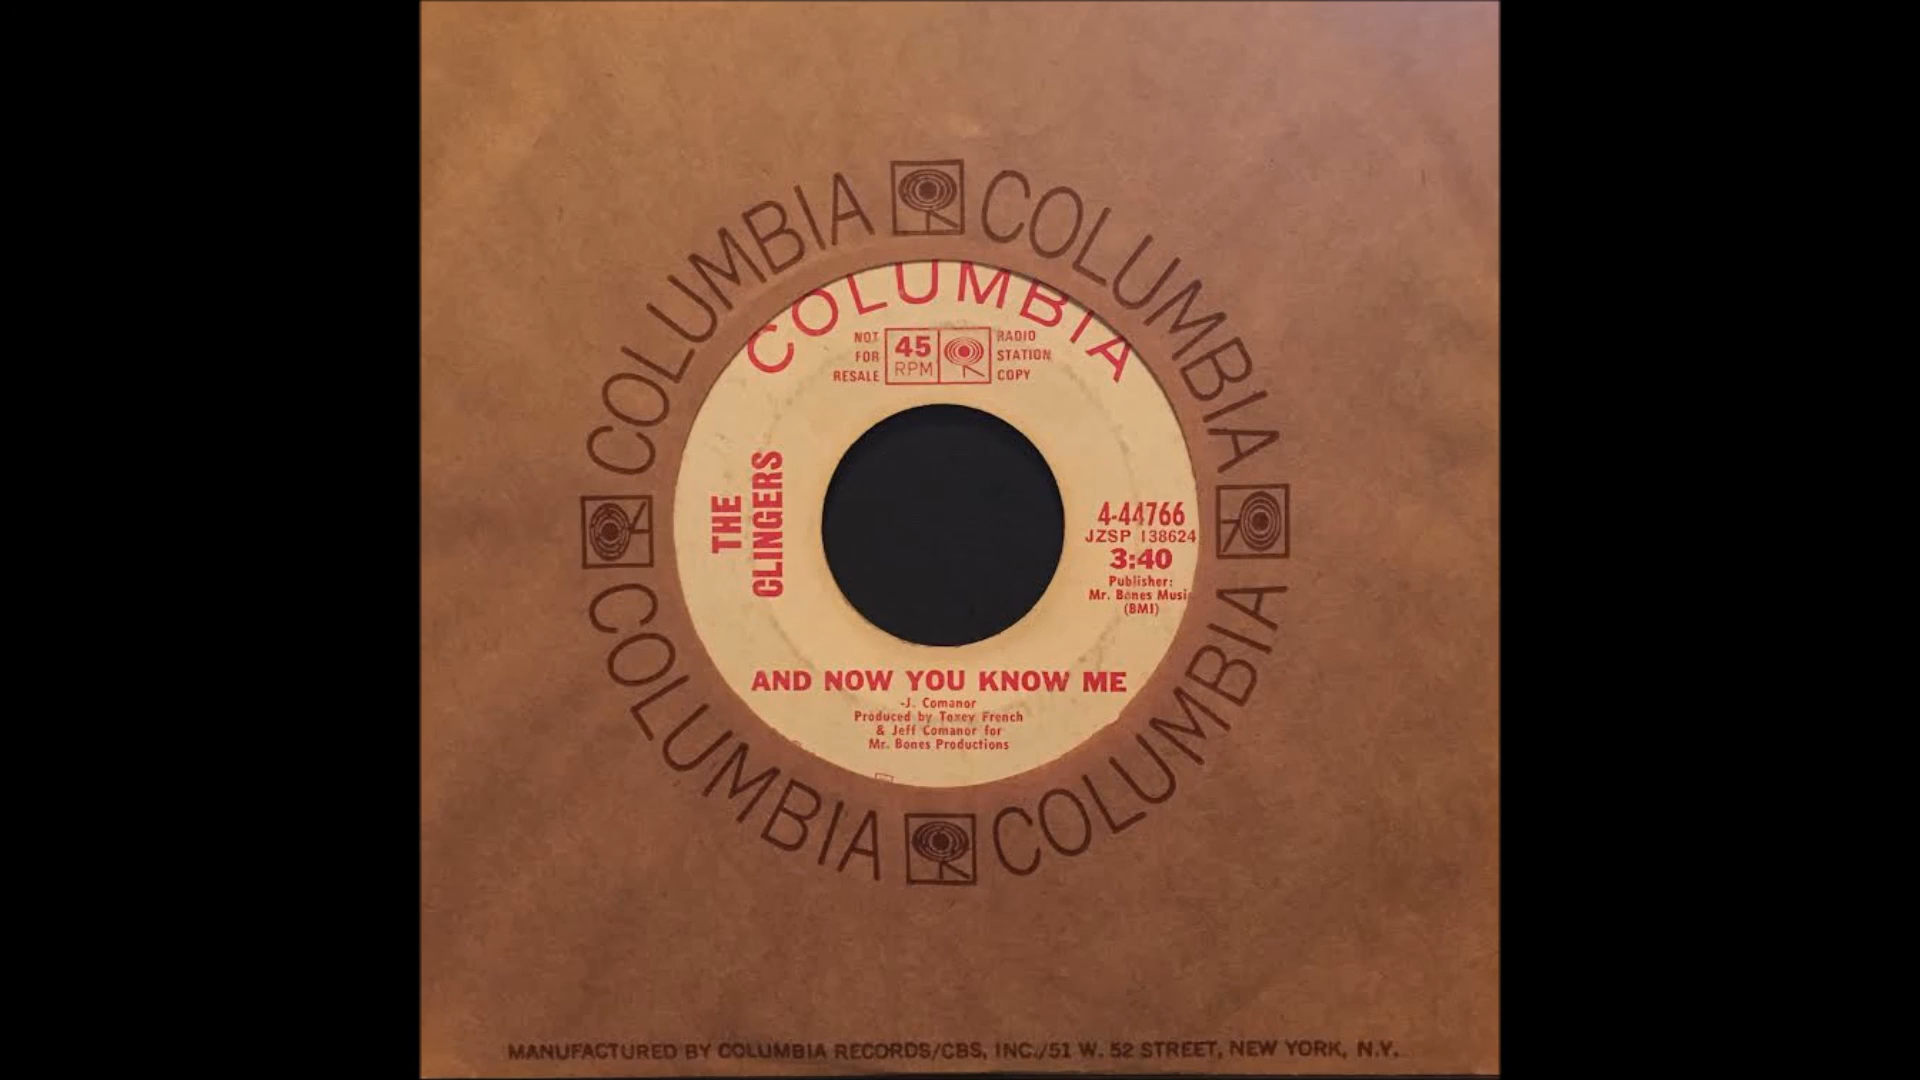 COLUMBIA COLUMBIA
COLUMBIA COLUMBIA
COLUMBIA COLUMBIA
COLUMBIA
NOT FOR RESALE
45 RPM
RADIO STATION COPY
THE CLINGERS
4-44766
JZSP 138624
3:40
Publisher:
Mr. Bones Musi
(BMI)
AND NOW YOU KNOW ME
-J. Comanor
Produced by Toxey French
& Jeff Comanor for
Mr. Bones Productions
MANUFACTURED BY COLUMBIA RECORDS/CBS, INC./51 W. 52 STREET, NEW YORK, N.Y.